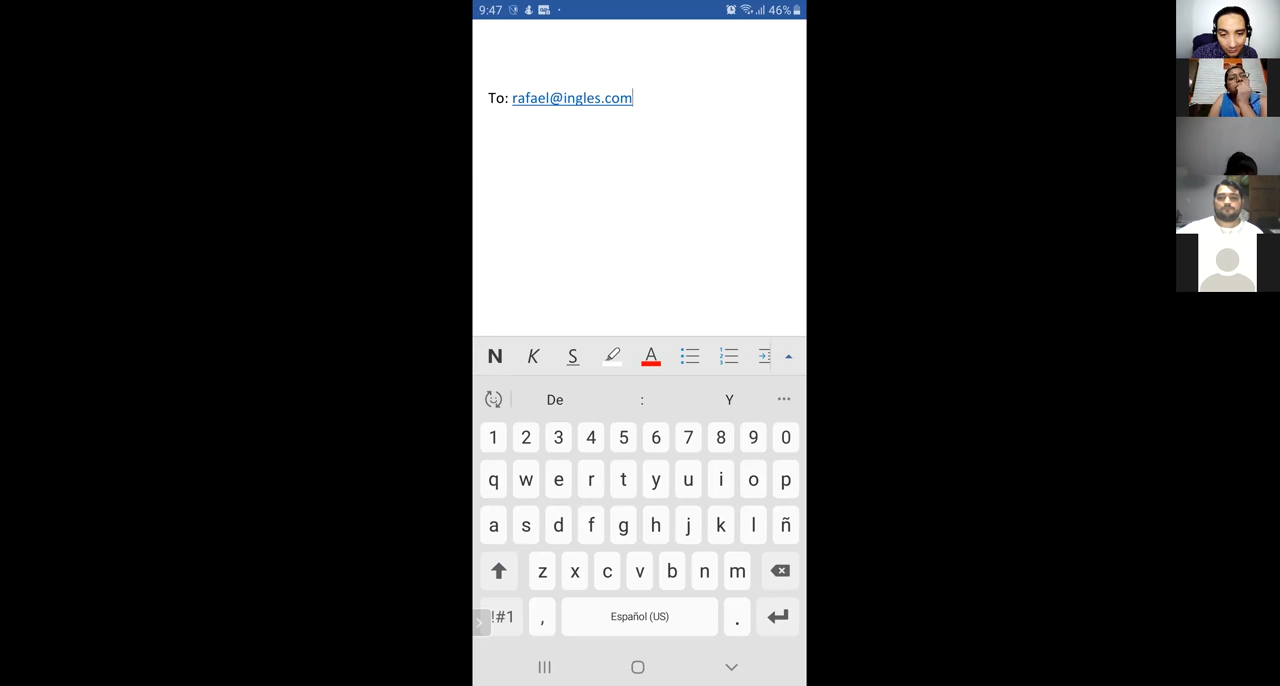 9:47 46%
To: rafael@ingles.com
N K S A
De : Y ...
1 2 3 4 5 6 7 8 9 0
q w e r t y u i o p
a s d f g h j k l ñ
z x c v b n m
!#1 , Español (US) .